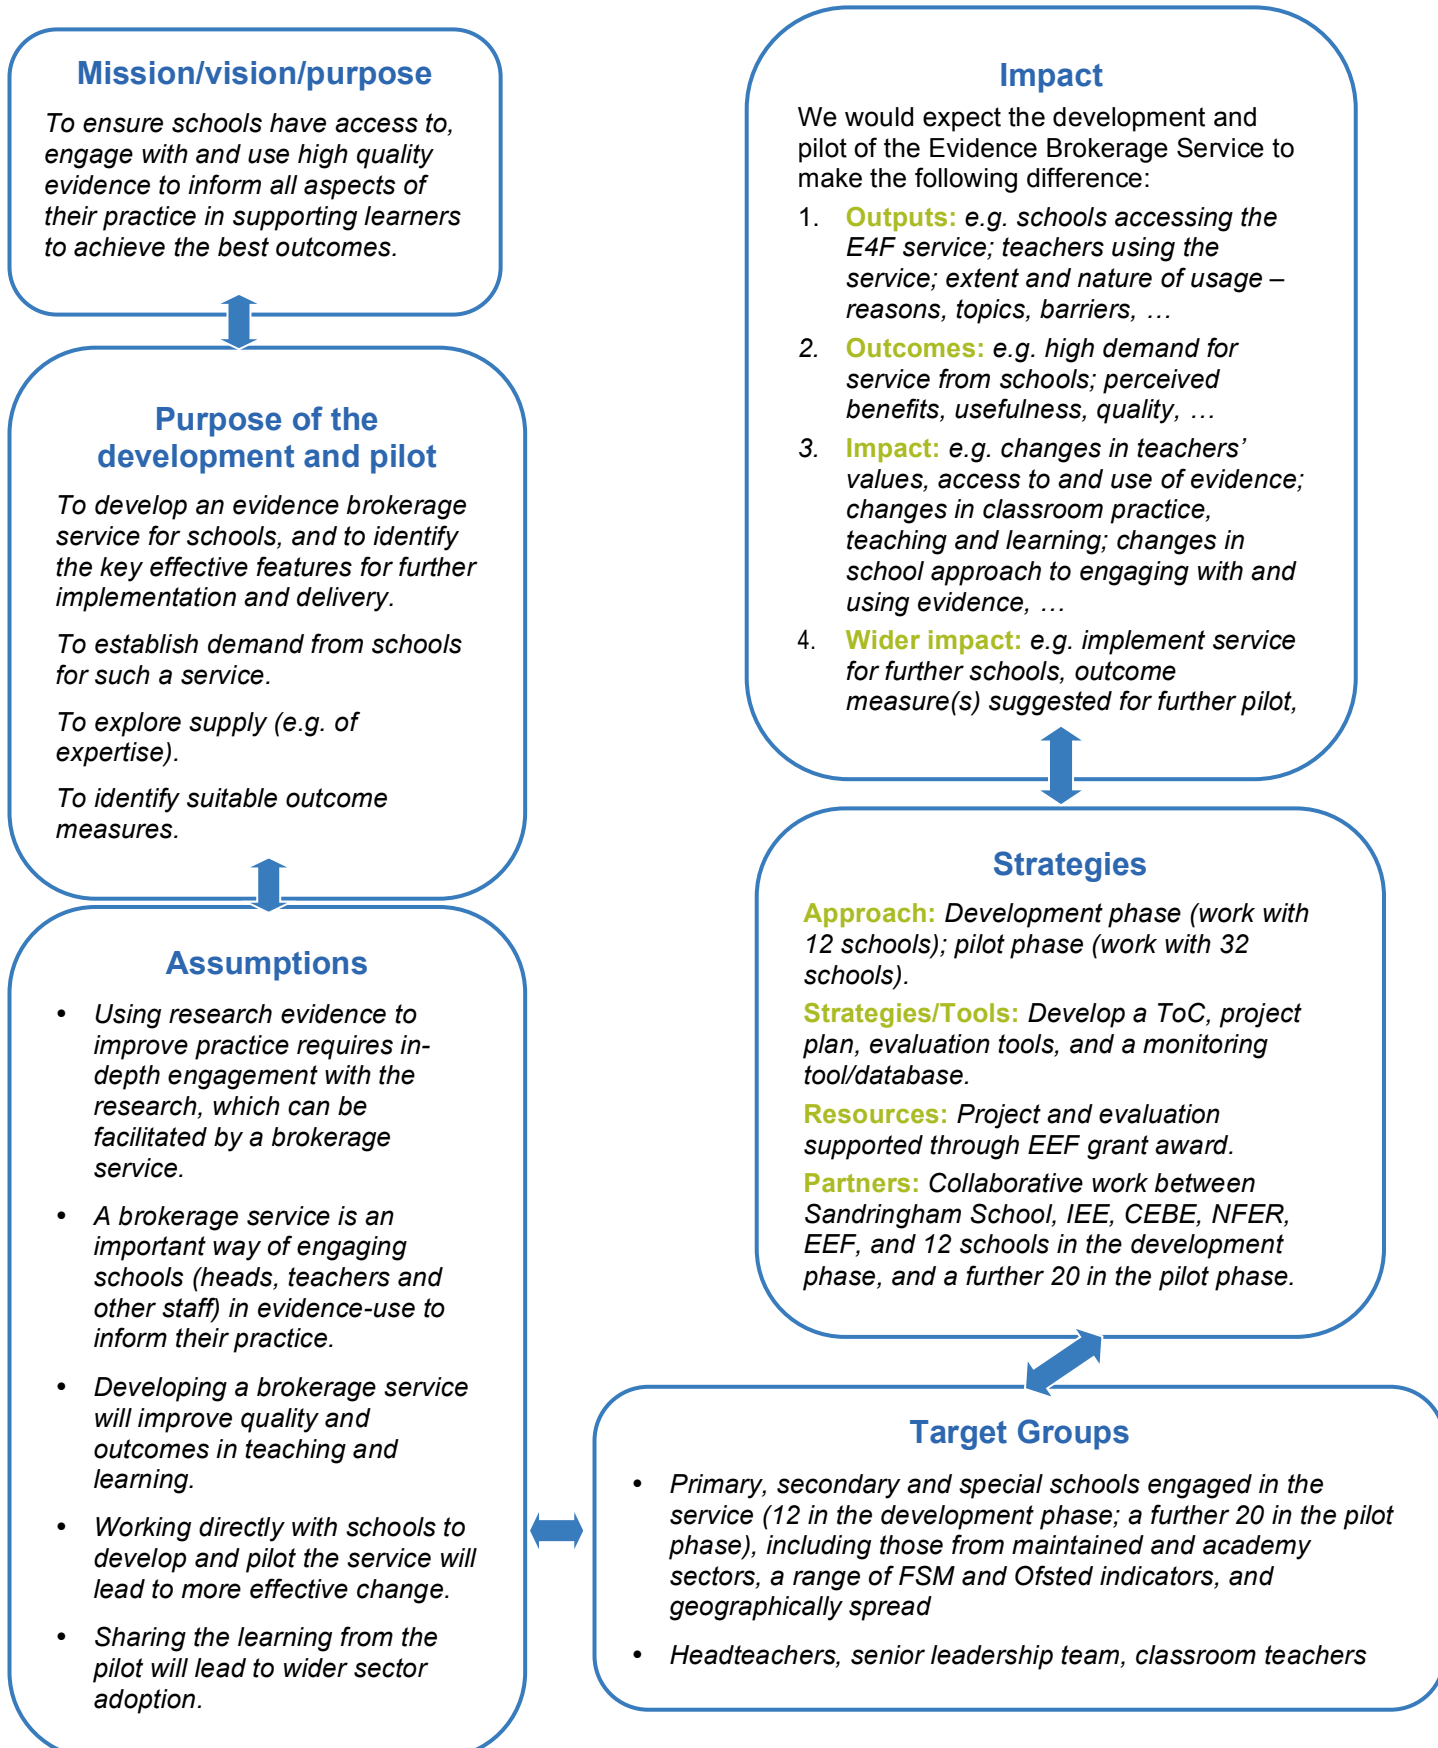 Mission/vision/purpose
To ensure schools have access to,
engage with and use high quality
evidence to inform all aspects of
their practice in supporting learners
to achieve the best outcomes.
Purpose of the
development and pilot
To develop an evidence brokerage
service for schools, and to identify
the key effective features for further
implementation and delivery.
To establish demand from schools
for such a service.
To explore supply (e.g. of
expertise).
To identify suitable outcome
measures.
Assumptions
• Using research evidence to
improve practice requires in-
depth engagement with the
research, which can be
facilitated by a brokerage
service.
• A brokerage service is an
important way of engaging
schools (heads, teachers and
other staff) in evidence-use to
inform their practice.
• Developing a brokerage service
will improve quality and
outcomes in teaching and
learning.
• Working directly with schools to
develop and pilot the service will
lead to more effective change.
• Sharing the learning from the
pilot will lead to wider sector
adoption.
Impact
We would expect the development and
pilot of the Evidence Brokerage Service to
make the following difference:
1. Outputs: e.g. schools accessing the
E4F service; teachers using the
service; extent and nature of usage –
reasons, topics, barriers, …
2. Outcomes: e.g. high demand for
service from schools; perceived
benefits, usefulness, quality, …
3. Impact: e.g. changes in teachers’
values, access to and use of evidence;
changes in classroom practice,
teaching and learning; changes in
school approach to engaging with and
using evidence, …
4. Wider impact: e.g. implement service
for further schools, outcome
measure(s) suggested for further pilot,
Strategies
Approach: Development phase (work with
12 schools); pilot phase (work with 32
schools).
Strategies/Tools: Develop a ToC, project
plan, evaluation tools, and a monitoring
tool/database.
Resources: Project and evaluation
supported through EEF grant award.
Partners: Collaborative work between
Sandringham School, IEE, CEBE, NFER,
EEF, and 12 schools in the development
phase, and a further 20 in the pilot phase.
Target Groups
• Primary, secondary and special schools engaged in the
service (12 in the development phase; a further 20 in the pilot
phase), including those from maintained and academy
sectors, a range of FSM and Ofsted indicators, and
geographically spread
• Headteachers, senior leadership team, classroom teachers